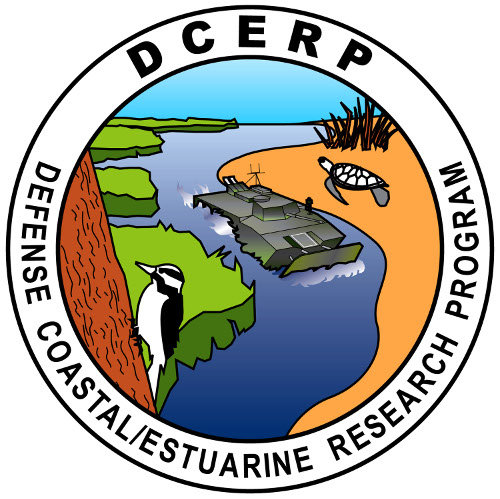 DCERP
DEFENSE COASTAL/ESTUARINE RESEARCH PROGRAM